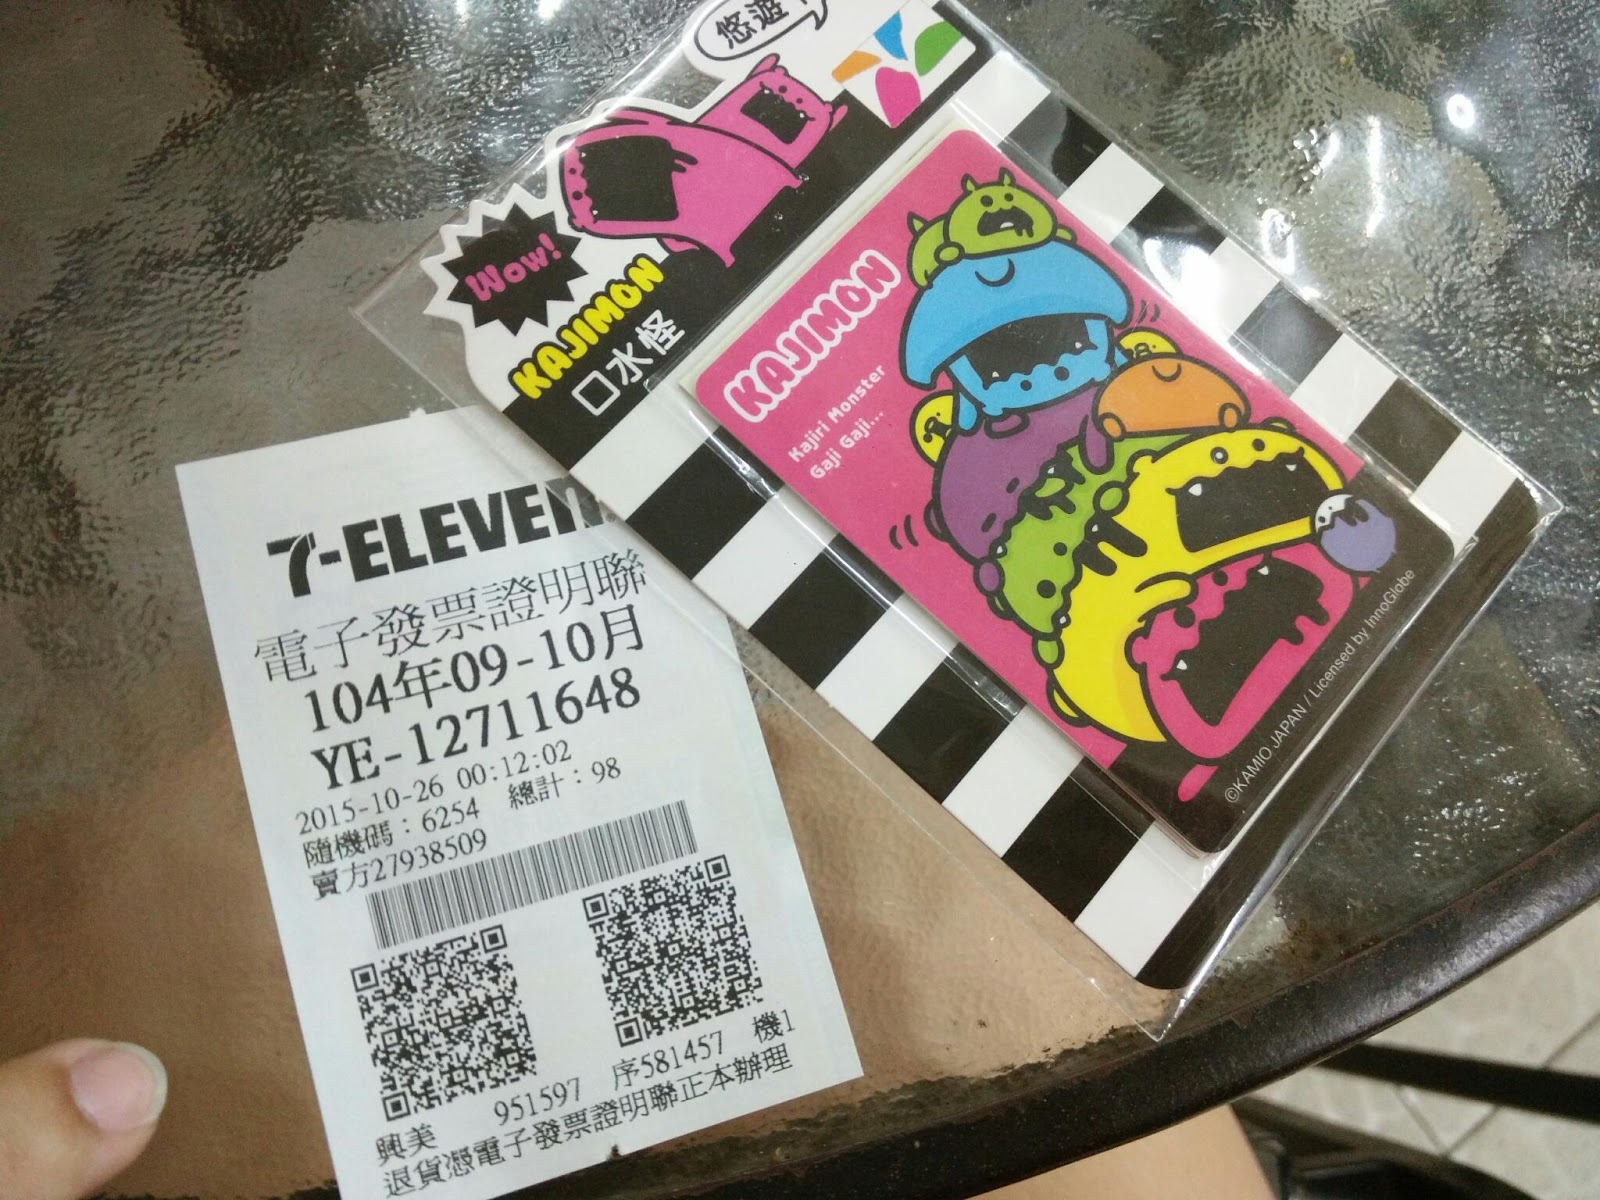 悠遊卡
Wow!
KAJIMON
口水怪
KAJIMON
Kajiri Monster
Gaji Gaji...
©KAMIO JAPAN / Licensed by InnoGlobe
7-ELEVEn
電子發票證明聯
104年09-10月
YE-12711648
2015-10-26 00:12:02
隨機碼:6254 總計:98
賣方27938509
951597 序581457 機1
興美
退貨憑電子發票證明聯正本辦理